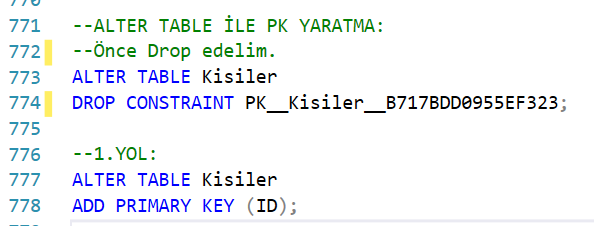 771 --ALTER TABLE İLE PK YARATMA:
772 --Önce Drop edelim.
773 ALTER TABLE Kisiler
774 DROP CONSTRAINT PK__Kisiler__B717BDD0955EF323;
775
776 --1.YOL:
777 ALTER TABLE Kisiler
778 ADD PRIMARY KEY (ID);